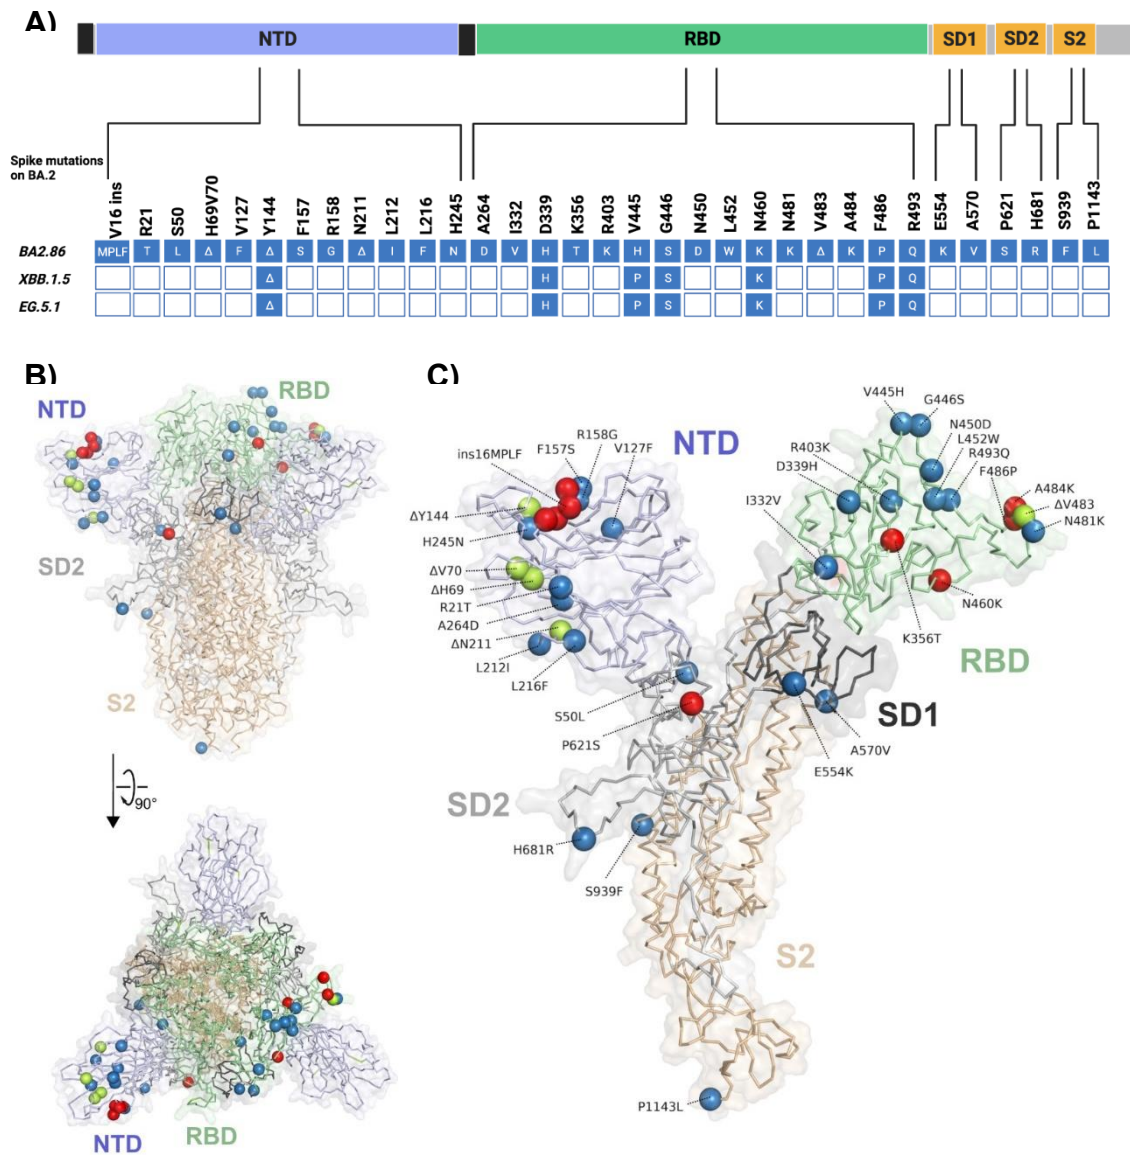 A)
NTD RBD SD1 SD2 S2
Spike mutations
on BA.2
V16 ins R21 S50 H69V70 V127 Y144 F157 R158 N211 L212 L216 H245 A264 I332 D339 K356 R403 V445 G446 N450 L452 N460 N481 V483 A484 F486 R493 E554 A570 P621 H681 S939 P1143
BA2.86 MPLF T L Δ F Δ S G Δ I F N D V H T K H S D W K K Δ K P Q K V S R F L
XBB.1.5 Δ H P S K P Q
EG.5.1 Δ H P S K P Q
B)
RBD
NTD
SD2
S2
90°
NTD
RBD
C)
V445H
G446S
N450D
L452W
R493Q
F486P
R403K
D339H
I332V
A484K
ΔV483
N481K
N460K
K356T
RBD
NTD
R158G
F157S
V127F
ins16MPLF
ΔY144
H245N
ΔV70
ΔH69
R21T
A264D
ΔN211
L212I
L216F
S50L
P621S
SD1
A570V
E554K
SD2
H681R
S939F
S2
P1143L